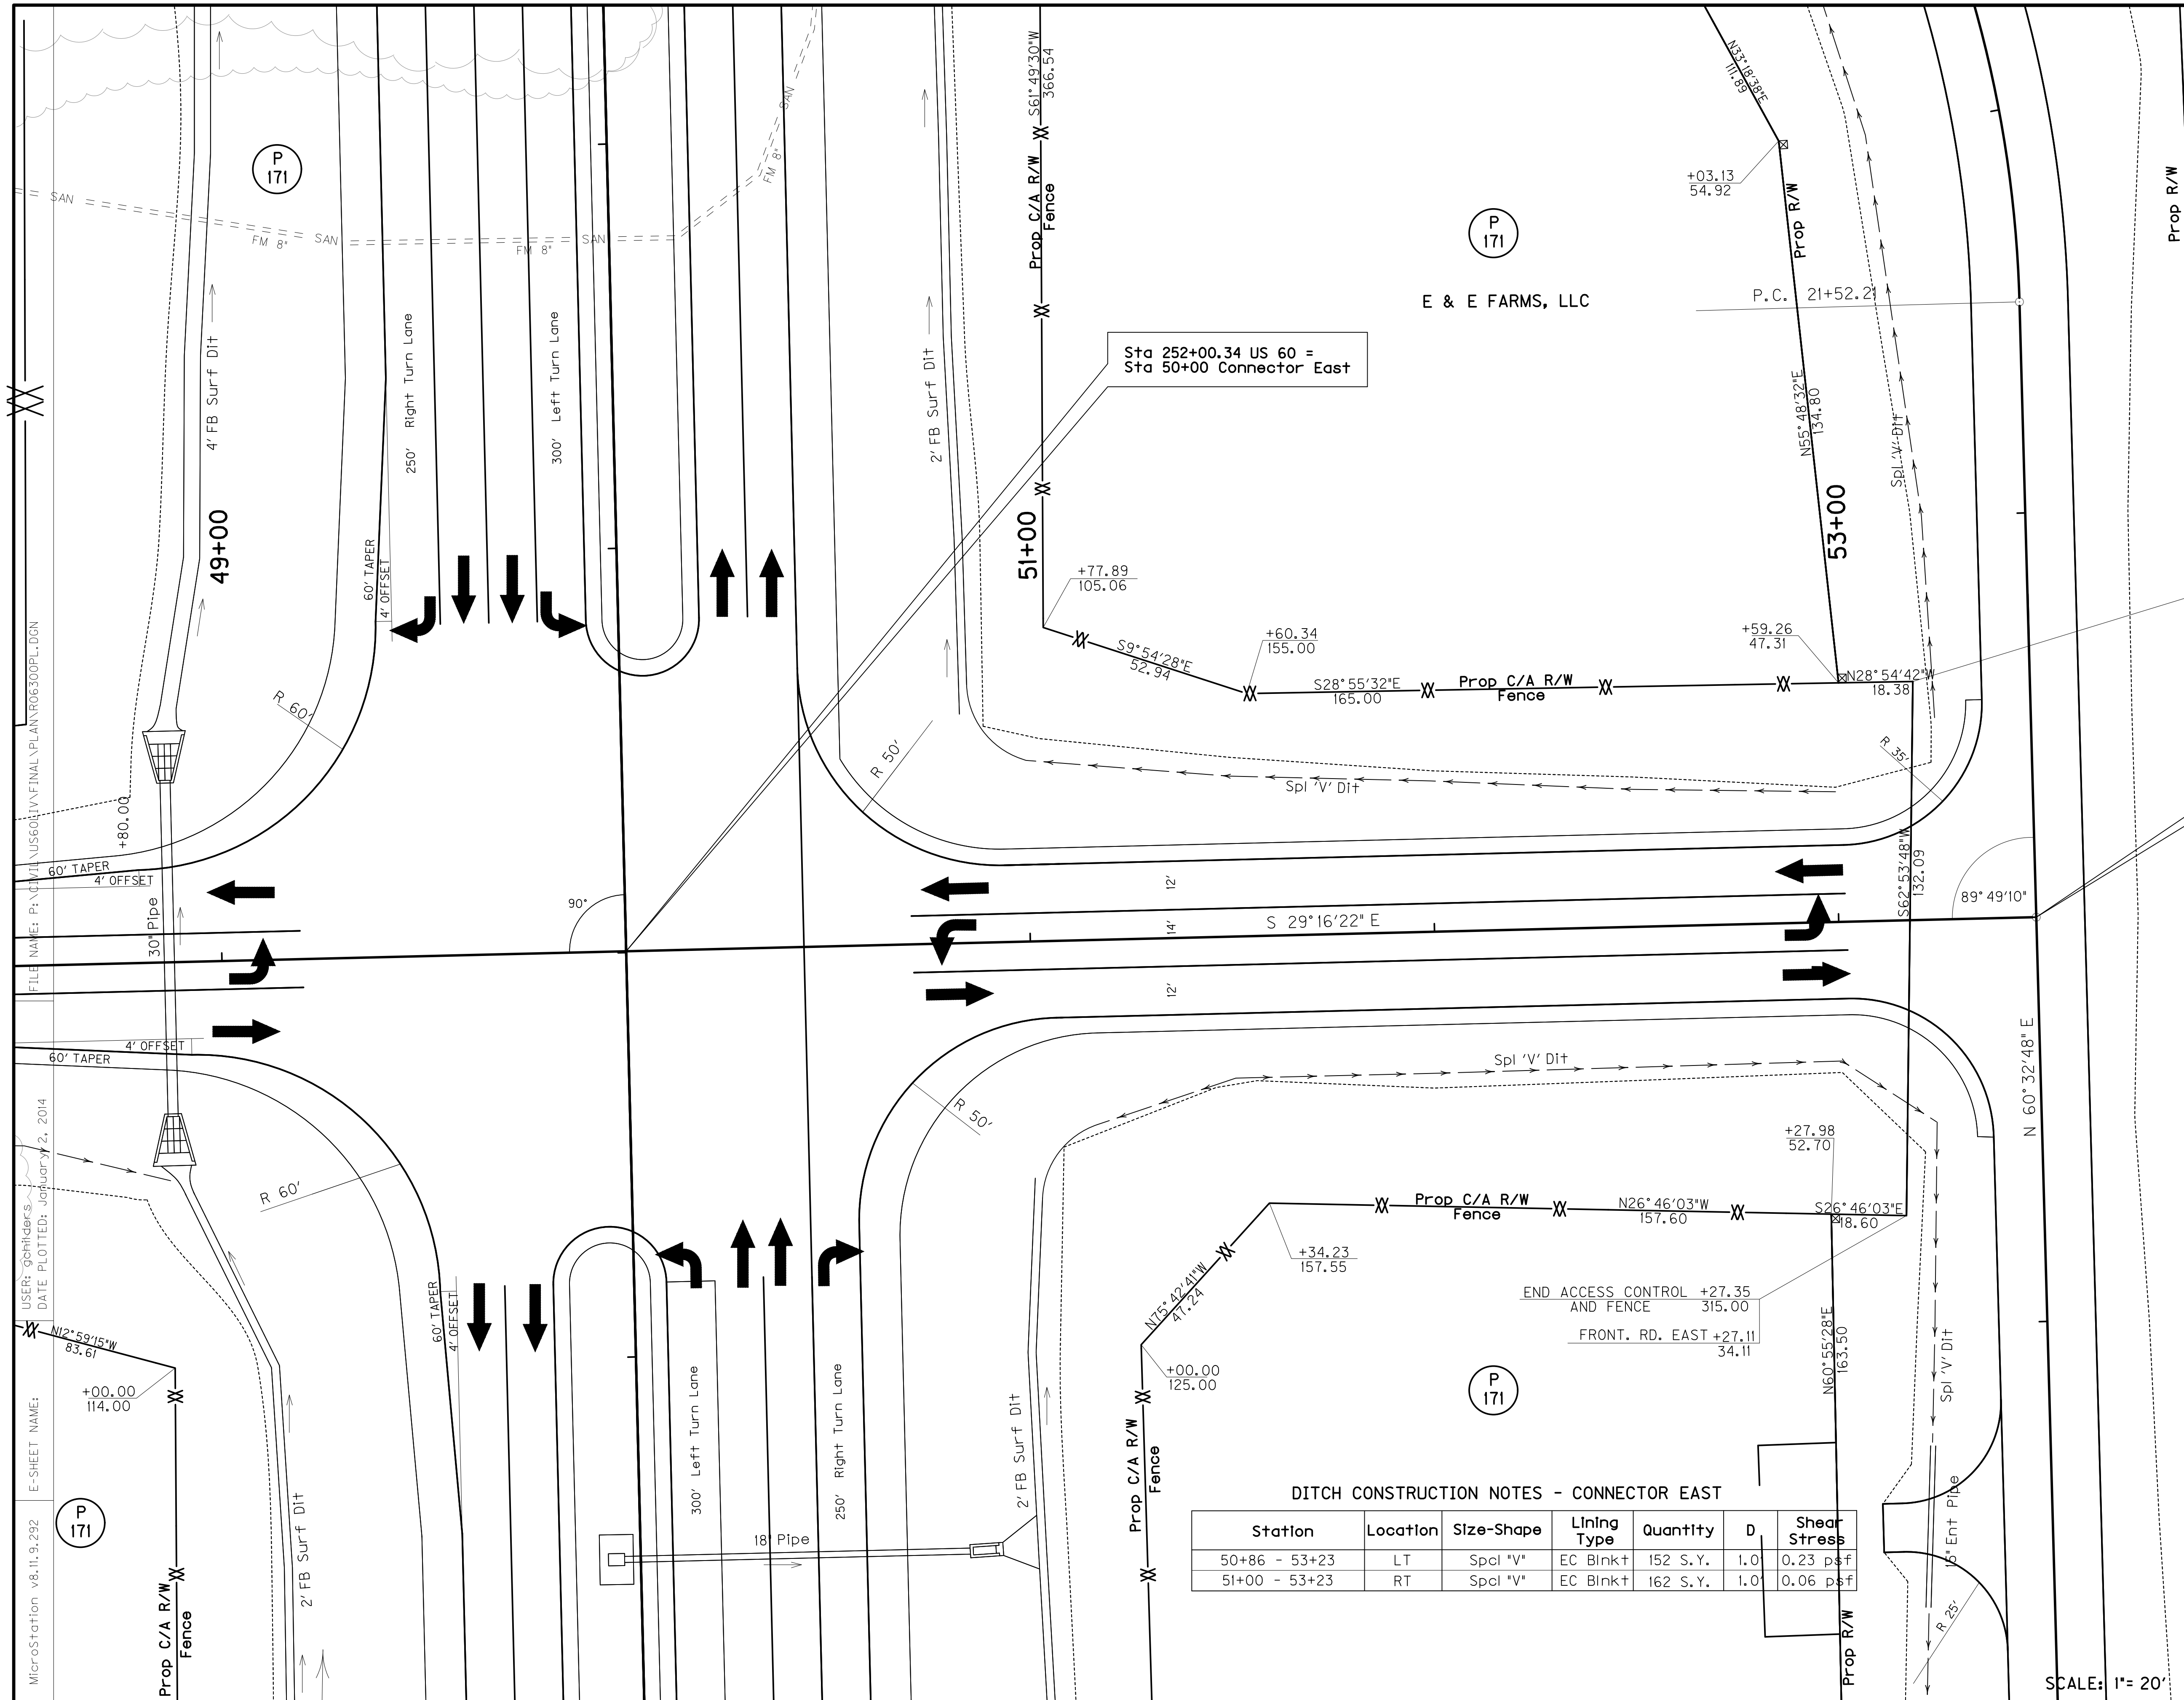 P
171
SAN
FM 8"
SAN
FM 8"
SAN
FM 8"
SAN
4' FB Surf Dit
49+00
250' Right Turn Lane
300' Left Turn Lane
60' TAPER
4' OFFSET
R 60'
+80.00
60' TAPER
4' OFFSET
30" Pipe
2' FB Surf Dit
S61°49'30"W
366.54
Prop C/A R/W
Fence
51+00
Sta 252+00.34 US 60 =
Sta 50+00 Connector East
P
171
E & E FARMS, LLC
N33°18'38"E
111.89
+03.13
54.92
Prop R/W
P.C. 21+52.21
N55°48'32"E
134.80
53+00
Spl 'V' Dit
Prop R/W
+77.89
105.06
S9°54'28"E
52.94
+60.34
155.00
S28°55'32"E
165.00
Prop C/A R/W
Fence
+59.26
47.31
N28°54'42"W
18.38
R 50'
Spl 'V' Dit
R 35'
S62°53'48"W
132.09
89°49'10"
90°
12'
14'
12'
S 29°16'22" E
N 60°32'48" E
4' OFFSET
60' TAPER
R 60'
R 50'
Spl 'V' Dit
+27.98
52.70
Prop C/A R/W
Fence
N26°46'03"W
157.60
S26°46'03"E
18.60
+34.23
157.55
N75°42'41"W
47.24
+00.00
125.00
END ACCESS CONTROL +27.35
AND FENCE 315.00
FRONT. RD. EAST +27.11
34.11
N60°55'28"E
163.50
P
171
Spl 'V' Dit
15" Ent Pipe
R 25'
Prop R/W
N12°59'15"W
83.61
+00.00
114.00
P
171
Prop C/A R/W
Fence
2' FB Surf Dit
60' TAPER
4' OFFSET
300' Left Turn Lane
250' Right Turn Lane
18" Pipe
2' FB Surf Dit
Prop C/A R/W
Fence
DITCH CONSTRUCTION NOTES - CONNECTOR EAST
Station Location Size-Shape Lining Type Quantity D Shear Stress
50+86 - 53+23 LT Spcl "V" EC Blnkt 152 S.Y. 1.0' 0.23 psf
51+00 - 53+23 RT Spcl "V" EC Blnkt 162 S.Y. 1.0' 0.06 psf
SCALE: 1"= 20'
FILE NAME: P:\CIVIL\US60LIV\FINAL\PLAN\R06300PL.DGN
USER: gchilders
DATE PLOTTED: January 2, 2014
E-SHEET NAME:
MicroStation v8.11.9.292